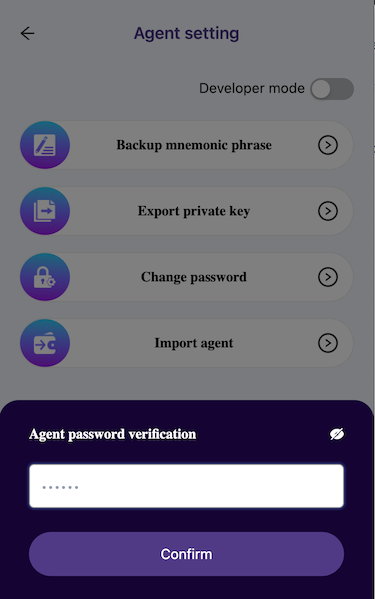 Agent setting
Developer mode
Backup mnemonic phrase
Export private key
Change password
Import agent
Agent password verification
······
Confirm